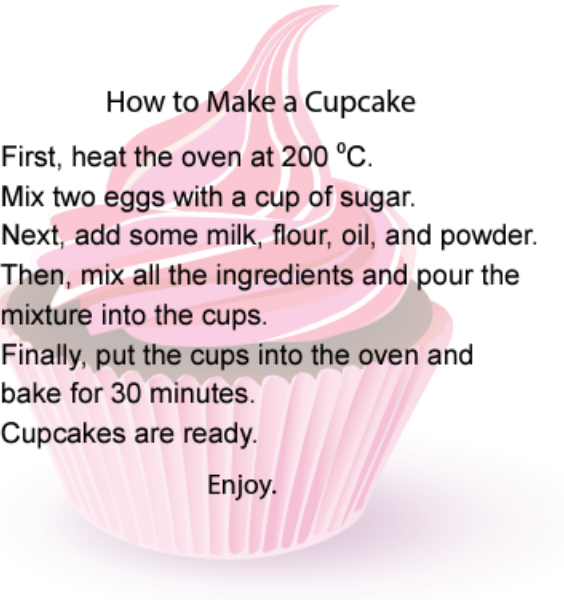 How to Make a Cupcake
First, heat the oven at 200 ºC.
Mix two eggs with a cup of sugar.
Next, add some milk, flour, oil, and powder.
Then, mix all the ingredients and pour the
mixture into the cups.
Finally, put the cups into the oven and
bake for 30 minutes.
Cupcakes are ready.
Enjoy.